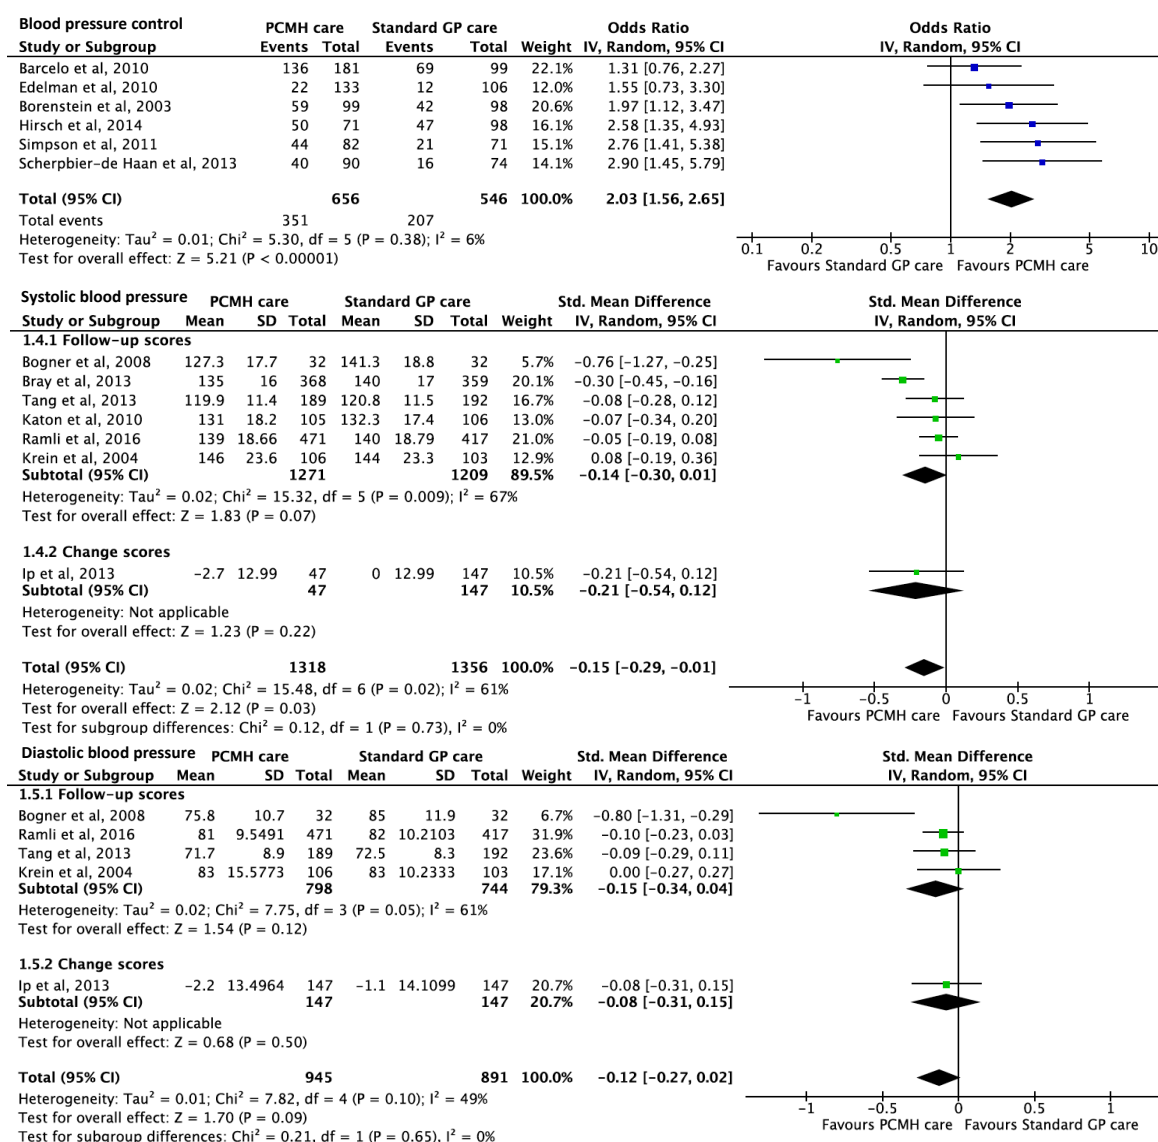 Blood pressure control PCMH care Standard GP care Odds Ratio Odds Ratio
Study or Subgroup Events Total Events Total Weight IV, Random, 95% CI IV, Random, 95% CI
Barcelo et al, 2010 136 181 69 99 22.1% 1.31 [0.76, 2.27]
Edelman et al, 2010 22 133 12 106 12.0% 1.55 [0.73, 3.30]
Borenstein et al, 2003 59 99 42 98 20.6% 1.97 [1.12, 3.47]
Hirsch et al, 2014 50 71 47 98 16.1% 2.58 [1.35, 4.93]
Simpson et al, 2011 44 82 21 71 15.1% 2.76 [1.41, 5.38]
Scherpbier-de Haan et al, 2013 40 90 16 74 14.1% 2.90 [1.45, 5.79]
Total (95% CI) 656 546 100.0% 2.03 [1.56, 2.65]
Total events 351 207
Heterogeneity: Tau² = 0.01; Chi² = 5.30, df = 5 (P = 0.38); I² = 6%
Test for overall effect: Z = 5.21 (P < 0.00001)
0.1 0.2 0.5 1 2 5 10
Favours Standard GP care Favours PCMH care
Systolic blood pressure PCMH care Standard GP care Std. Mean Difference Std. Mean Difference
Study or Subgroup Mean SD Total Mean SD Total Weight IV, Random, 95% CI IV, Random, 95% CI
1.4.1 Follow-up scores
Bogner et al, 2008 127.3 17.7 32 141.3 18.8 32 5.7% -0.76 [-1.27, -0.25]
Bray et al, 2013 135 16 368 140 17 359 20.1% -0.30 [-0.45, -0.16]
Tang et al, 2013 119.9 11.4 189 120.8 11.5 192 16.7% -0.08 [-0.28, 0.12]
Katon et al, 2010 131 18.2 105 132.3 17.4 106 13.0% -0.07 [-0.34, 0.20]
Ramli et al, 2016 139 18.66 471 140 18.79 417 21.0% -0.05 [-0.19, 0.08]
Krein et al, 2004 146 23.6 106 144 23.3 103 12.9% 0.08 [-0.19, 0.36]
Subtotal (95% CI) 1271 1209 89.5% -0.14 [-0.30, 0.01]
Heterogeneity: Tau² = 0.02; Chi² = 15.32, df = 5 (P = 0.009); I² = 67%
Test for overall effect: Z = 1.83 (P = 0.07)
1.4.2 Change scores
Ip et al, 2013 -2.7 12.99 47 0 12.99 147 10.5% -0.21 [-0.54, 0.12]
Subtotal (95% CI) 47 147 10.5% -0.21 [-0.54, 0.12]
Heterogeneity: Not applicable
Test for overall effect: Z = 1.23 (P = 0.22)
Total (95% CI) 1318 1356 100.0% -0.15 [-0.29, -0.01]
Heterogeneity: Tau² = 0.02; Chi² = 15.48, df = 6 (P = 0.02); I² = 61%
Test for overall effect: Z = 2.12 (P = 0.03)
Test for subgroup differences: Chi² = 0.12, df = 1 (P = 0.73), I² = 0%
-1 -0.5 0 0.5 1
Favours PCMH care Favours Standard GP care
Diastolic blood pressure PCMH care Standard GP care Std. Mean Difference Std. Mean Difference
Study or Subgroup Mean SD Total Mean SD Total Weight IV, Random, 95% CI IV, Random, 95% CI
1.5.1 Follow-up scores
Bogner et al, 2008 75.8 10.7 32 85 11.9 32 6.7% -0.80 [-1.31, -0.29]
Ramli et al, 2016 81 9.5491 471 82 10.2103 417 31.9% -0.10 [-0.23, 0.03]
Tang et al, 2013 71.7 8.9 189 72.5 8.3 192 23.6% -0.09 [-0.29, 0.11]
Krein et al, 2004 83 15.5773 106 83 10.2333 103 17.1% 0.00 [-0.27, 0.27]
Subtotal (95% CI) 798 744 79.3% -0.15 [-0.34, 0.04]
Heterogeneity: Tau² = 0.02; Chi² = 7.75, df = 3 (P = 0.05); I² = 61%
Test for overall effect: Z = 1.54 (P = 0.12)
1.5.2 Change scores
Ip et al, 2013 -2.2 13.4964 147 -1.1 14.1099 147 20.7% -0.08 [-0.31, 0.15]
Subtotal (95% CI) 147 147 20.7% -0.08 [-0.31, 0.15]
Heterogeneity: Not applicable
Test for overall effect: Z = 0.68 (P = 0.50)
Total (95% CI) 945 891 100.0% -0.12 [-0.27, 0.02]
Heterogeneity: Tau² = 0.01; Chi² = 7.82, df = 4 (P = 0.10); I² = 49%
Test for overall effect: Z = 1.70 (P = 0.09)
Test for subgroup differences: Chi² = 0.21, df = 1 (P = 0.65), I² = 0%
-1 -0.5 0 0.5 1
Favours PCMH care Favours Standard GP care